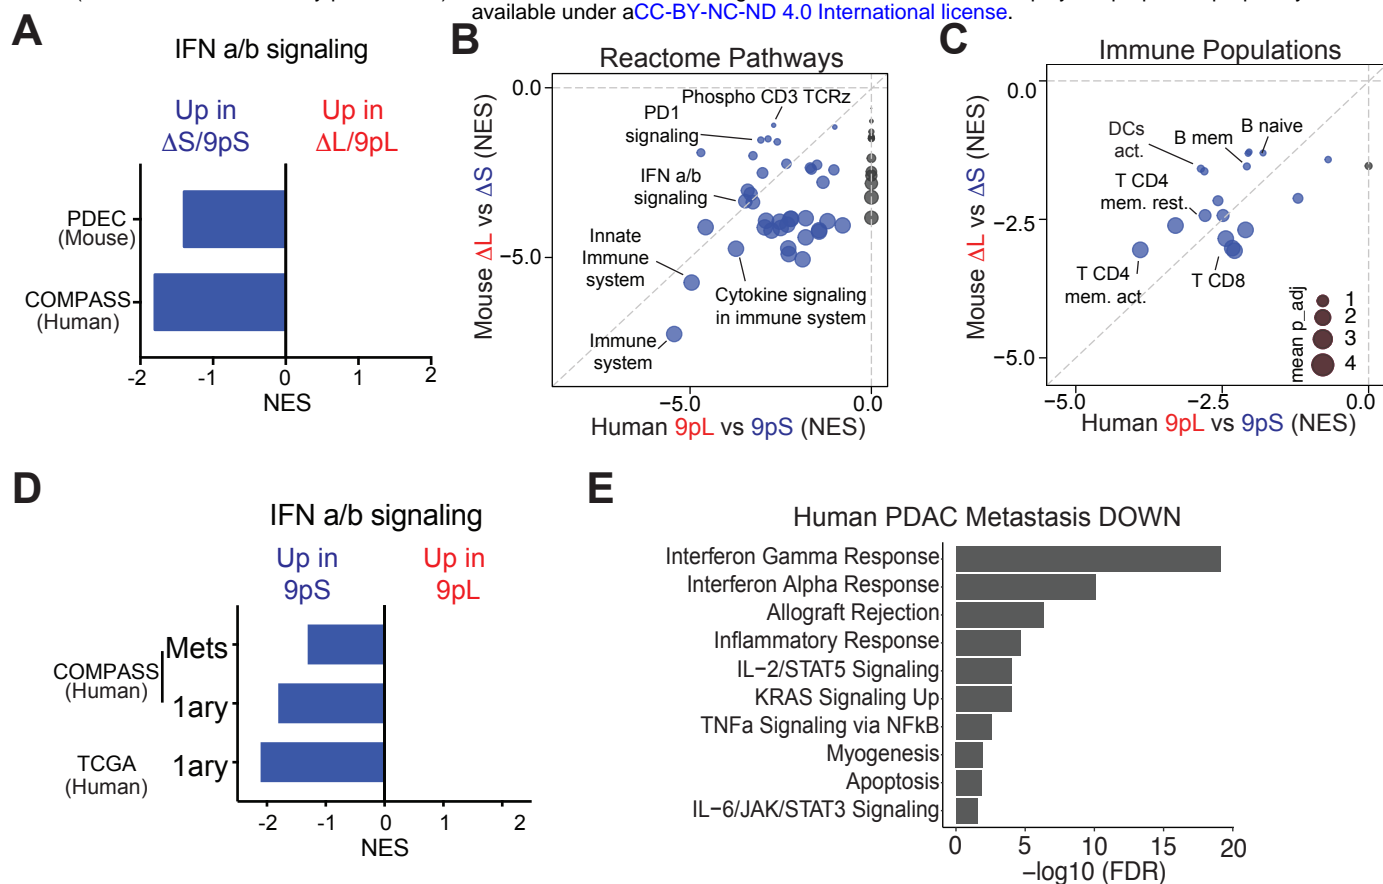 available under aCC-BY-NC-ND 4.0 International license.
A
IFN a/b signaling
Up in
ΔS/9pS
Up in
ΔL/9pL
PDEC
(Mouse)
COMPASS
(Human)
-2
-1
0
1
2
NES
B
Reactome Pathways
Mouse ΔL vs ΔS (NES)
0.0
−5.0
Phospho CD3 TCRz
PD1
signaling
IFN a/b
signaling
Innate
Immune
system
Cytokine signaling
in immune system
Immune
system
−5.0
0.0
Human 9pL vs 9pS (NES)
C
Immune Populations
Mouse ΔL vs ΔS (NES)
0.0
−2.5
−5.0
DCs
act.
B mem
B naive
T CD4
mem. rest.
T CD4
mem. act.
T CD8
mean p_adj
1
2
3
4
−5.0
−2.5
0.0
Human 9pL vs 9pS (NES)
D
IFN a/b signaling
Up in
9pS
Up in
9pL
COMPASS
(Human)
Mets
1ary
TCGA
(Human)
1ary
-2
-1
0
1
2
NES
E
Human PDAC Metastasis DOWN
Interferon Gamma Response
Interferon Alpha Response
Allograft Rejection
Inflammatory Response
IL−2/STAT5 Signaling
KRAS Signaling Up
TNFa Signaling via NFkB
Myogenesis
Apoptosis
IL−6/JAK/STAT3 Signaling
0
5
10
15
20
−log10 (FDR)